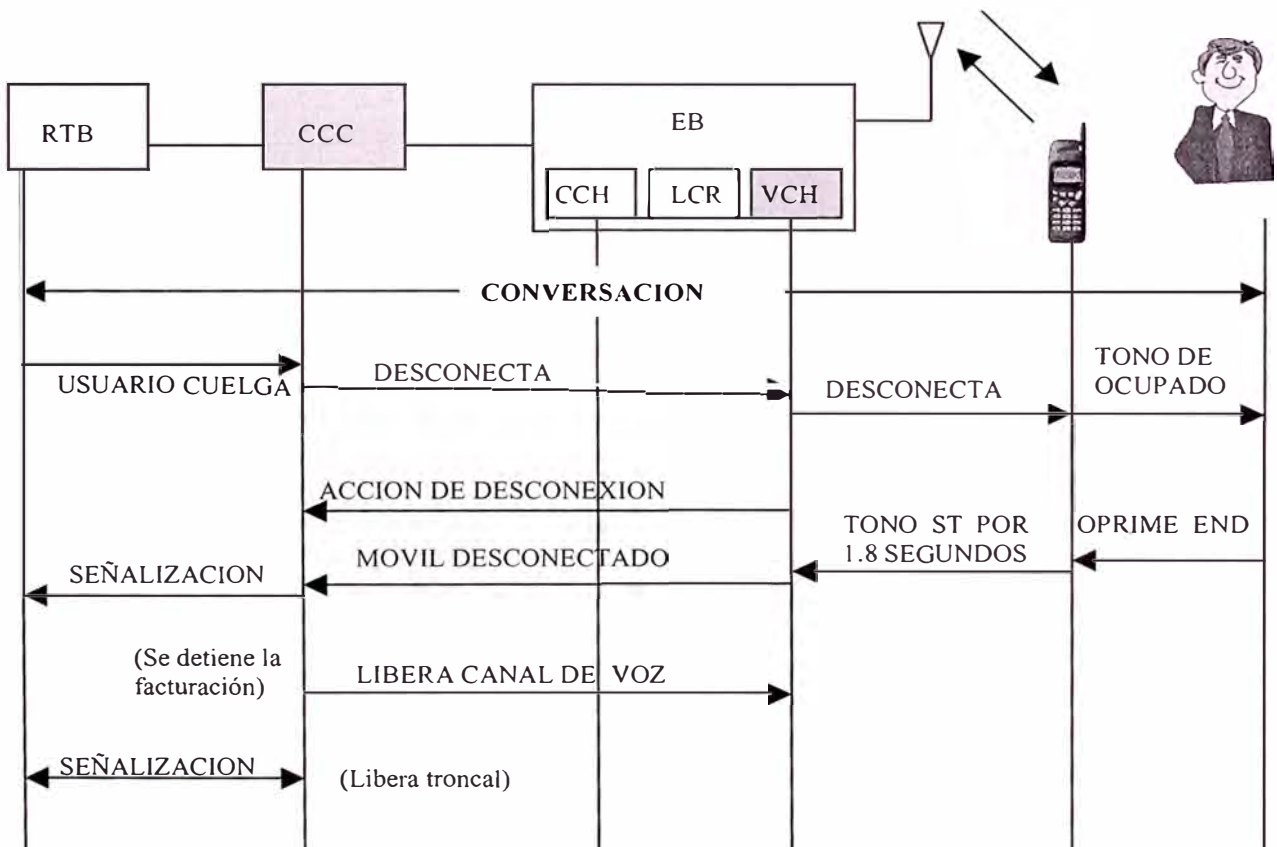 RTB
CCC
EB
CCH
LCR
VCH
CONVERSACION
USUARIO CUELGA
DESCONECTA
DESCONECTA
TONO DE
OCUPADO
ACCION DE DESCONEXION
TONO ST POR
1.8 SEGUNDOS
OPRIME END
MOVIL DESCONECTADO
SEÑALIZACION
(Se detiene la
facturación)
LIBERA CANAL DE VOZ
SEÑALIZACION
(Libera troncal)